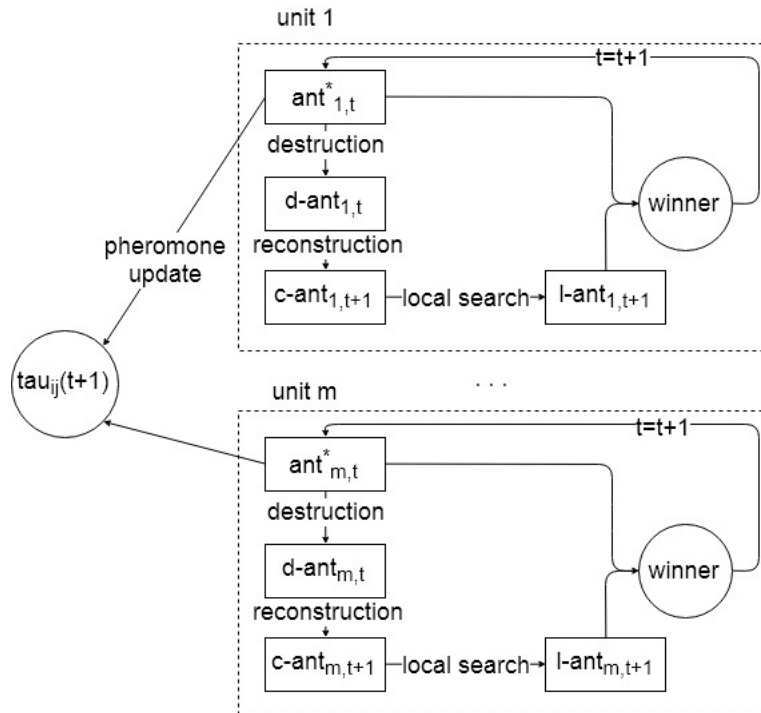 unit 1
t=t+1
ant*1,t
destruction
d-ant1,t
winner
reconstruction
pheromone
update
c-ant1,t+1
local search
l-ant1,t+1
tauij(t+1)
. . .
unit m
t=t+1
ant*m,t
destruction
d-antm,t
winner
reconstruction
c-antm,t+1
local search
l-antm,t+1